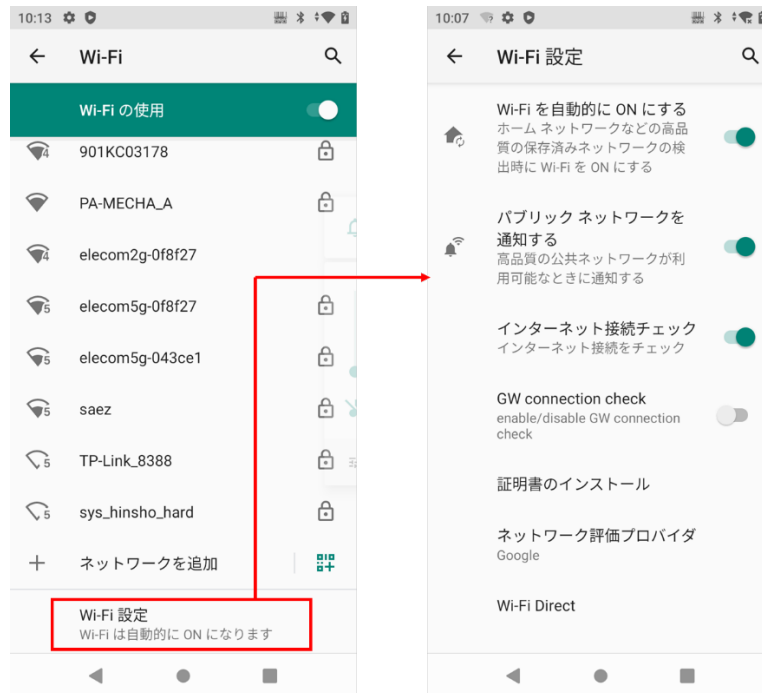 10:13
Wi-Fi
Wi-Fi の使用
901KC03178
PA-MECHA_A
elecom2g-0f8f27
elecom5g-0f8f27
elecom5g-043ce1
saez
TP-Link_8388
sys_hinsho_hard
ネットワークを追加
Wi-Fi 設定
Wi-Fi は自動的に ON になります
10:07
Wi-Fi 設定
Wi-Fi を自動的に ON にする
ホーム ネットワークなどの高品
質の保存済みネットワークの検
出時に Wi-Fi を ON にする
パブリック ネットワークを
通知する
高品質の公共ネットワークが利
用可能なときに通知する
インターネット接続チェック
インターネット接続をチェック
GW connection check
enable/disable GW connection
check
証明書のインストール
ネットワーク評価プロバイダ
Google
Wi-Fi Direct